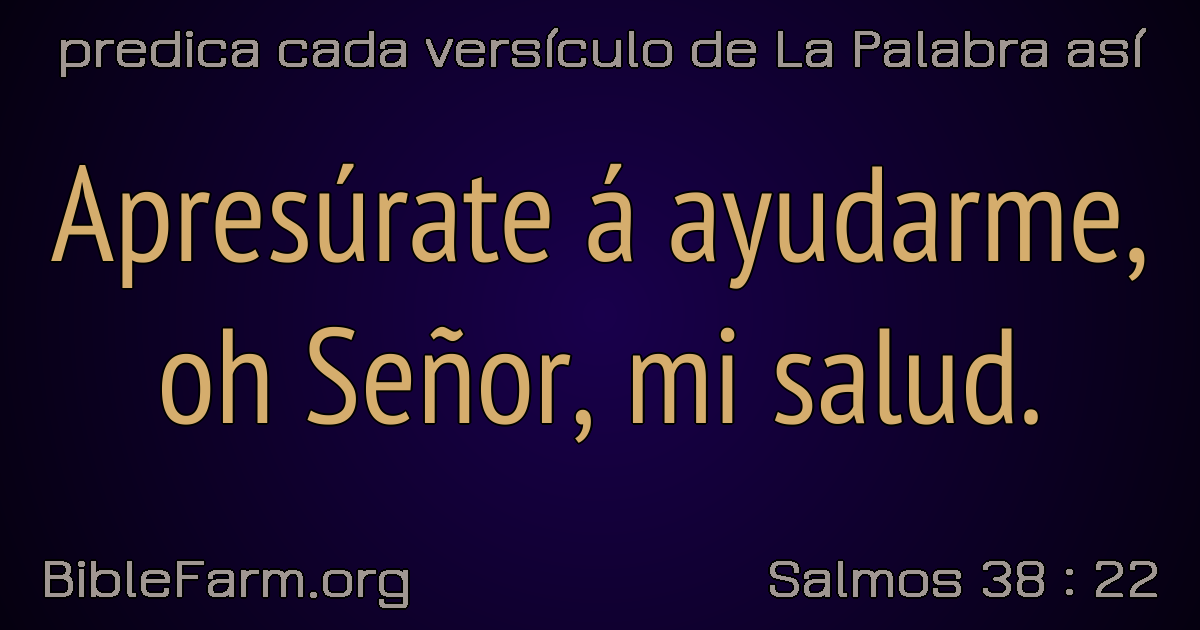 predica cada versículo de La Palabra así
Apresúrate á ayudarme,
oh Señor, mi salud.
BibleFarm.org
Salmos 38 : 22